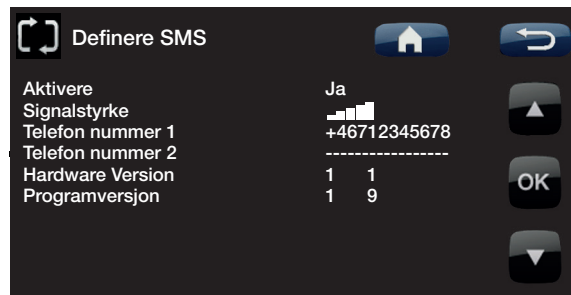 Definere SMS
Aktivere Ja
Signalstyrke
Telefon nummer 1 +46712345678
Telefon nummer 2 -----------------
Hardware Version 1 1
Programversjon 1 9
OK